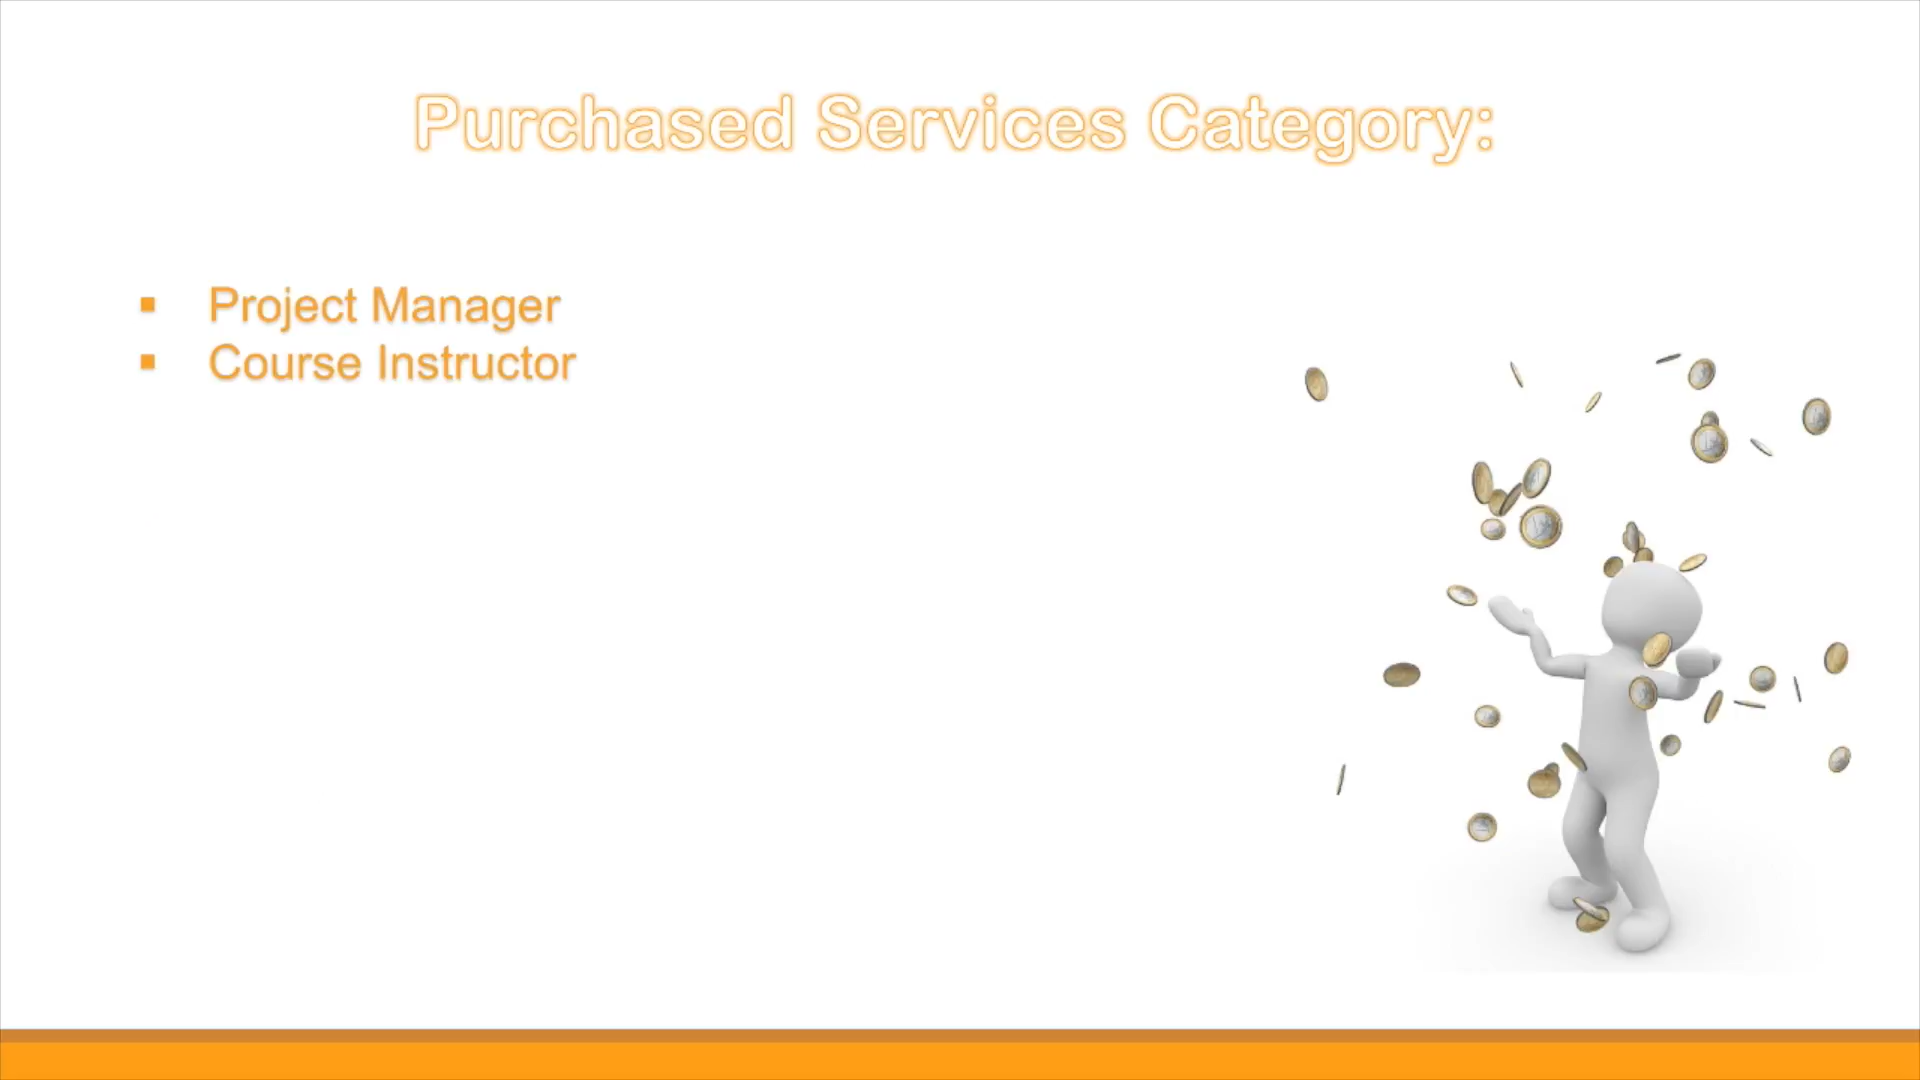 Purchased Services Category:
▪ Project Manager
▪ Course Instructor